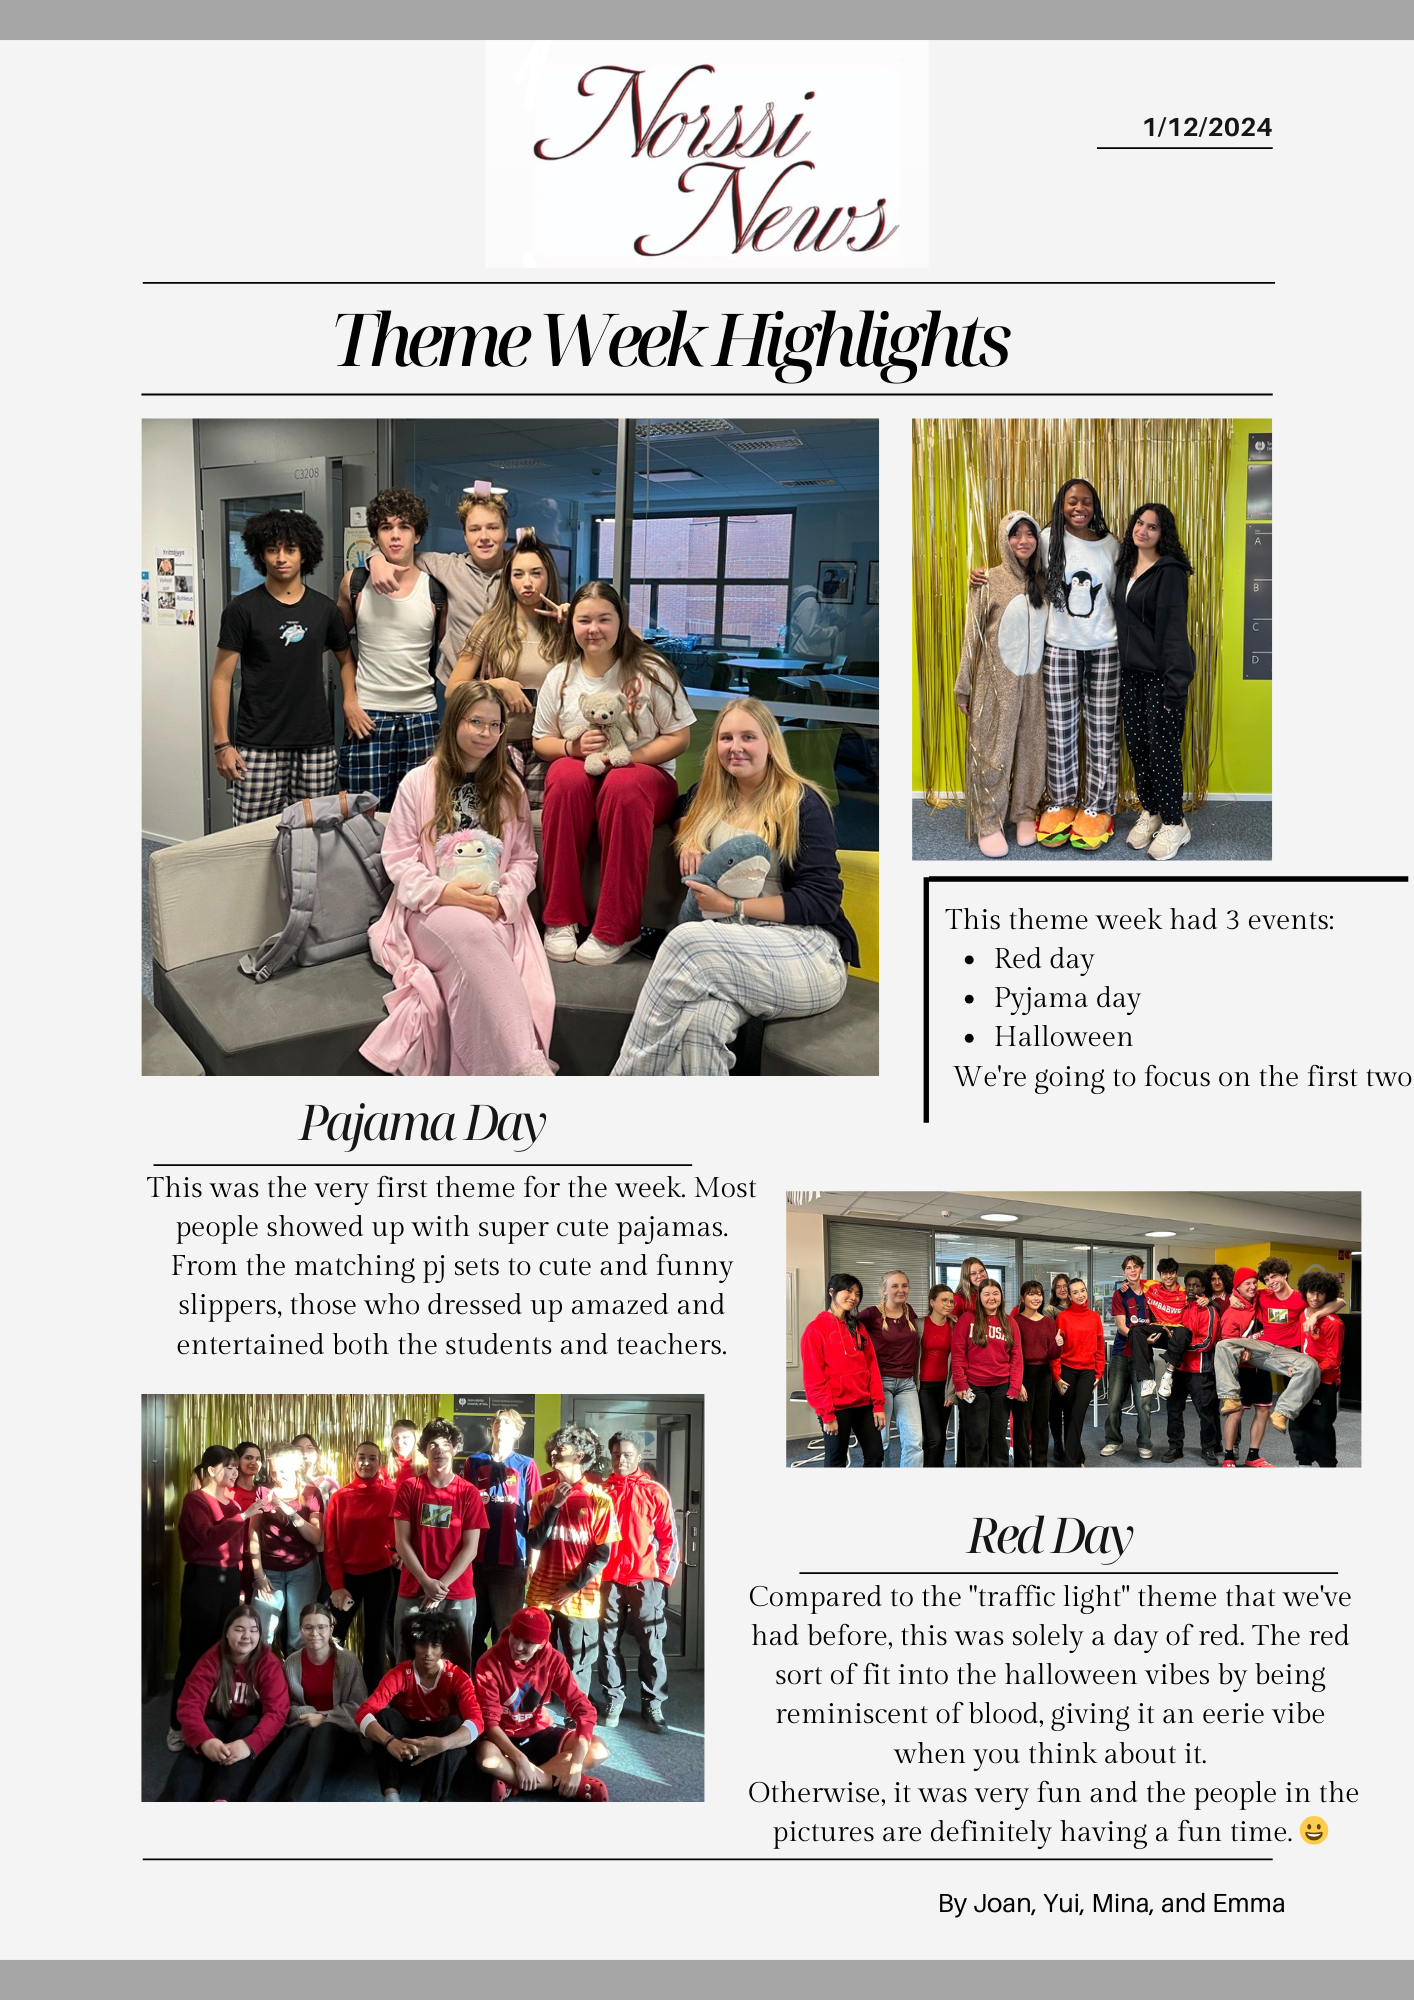 Norssi
News
1/12/2024
Theme Week Highlights
C3208
A
B
C
D
This theme week had 3 events:
• Red day
• Pyjama day
• Halloween
We're going to focus on the first two
Pajama Day
This was the very first theme for the week. Most
people showed up with super cute pajamas.
From the matching pj sets to cute and funny
slippers, those who dressed up amazed and
entertained both the students and teachers.
ZIMBABWE
USA
Spotify
Red Day
Compared to the "traffic light" theme that we've
had before, this was solely a day of red. The red
sort of fit into the halloween vibes by being
reminiscent of blood, giving it an eerie vibe
when you think about it.
Otherwise, it was very fun and the people in the
pictures are definitely having a fun time. 😀
By Joan, Yui, Mina, and Emma